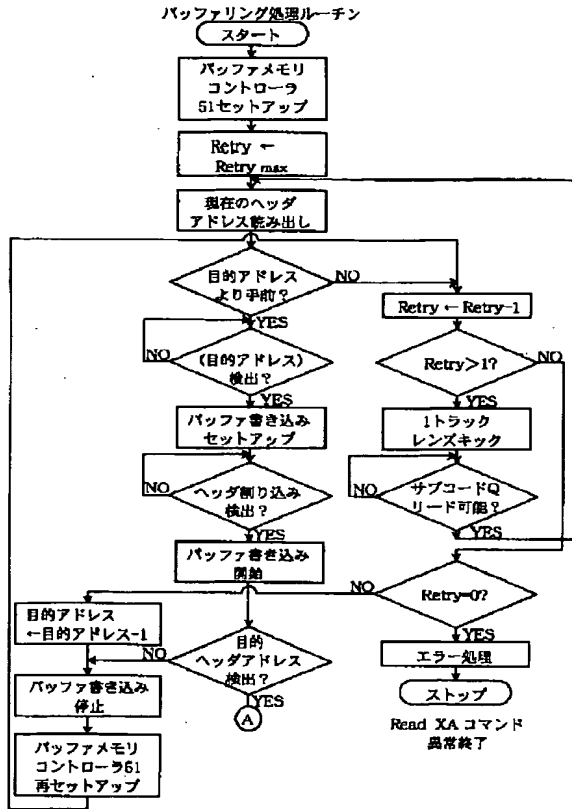 バッファリング処理ルーチン
スタート
バッファメモリ
コントローラ
51セットアップ
Retry ←
Retry max
現在のヘッダ
アドレス読み出し
目的アドレス
より手前?
NO
YES
(目的アドレス)
検出?
NO
YES
バッファ書き込み
セットアップ
ヘッダ割り込み
検出?
NO
YES
バッファ書き込み
開始
目的
ヘッダアドレス
検出?
NO
YES
A
Retry ← Retry-1
Retry>1?
NO
YES
1トラック
レンズキック
サブコードQ
リード可能?
NO
YES
Retry=0?
NO
YES
エラー処理
ストップ
Read XA コマンド
異常終了
目的アドレス
←目的アドレス-1
バッファ書き込み
停止
バッファメモリ
コントローラ51
再セットアップ